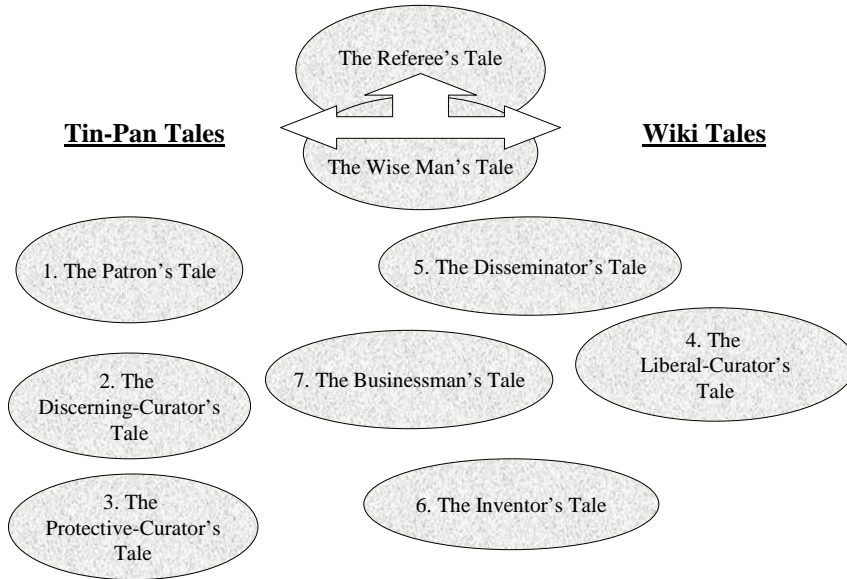 The Referee's Tale
Tin-Pan Tales
Wiki Tales
The Wise Man's Tale
1. The Patron's Tale
5. The Disseminator's Tale
4. The
Liberal-Curator's
Tale
2. The
Discerning-Curator's
Tale
7. The Businessman's Tale
3. The
Protective-Curator's
Tale
6. The Inventor's Tale